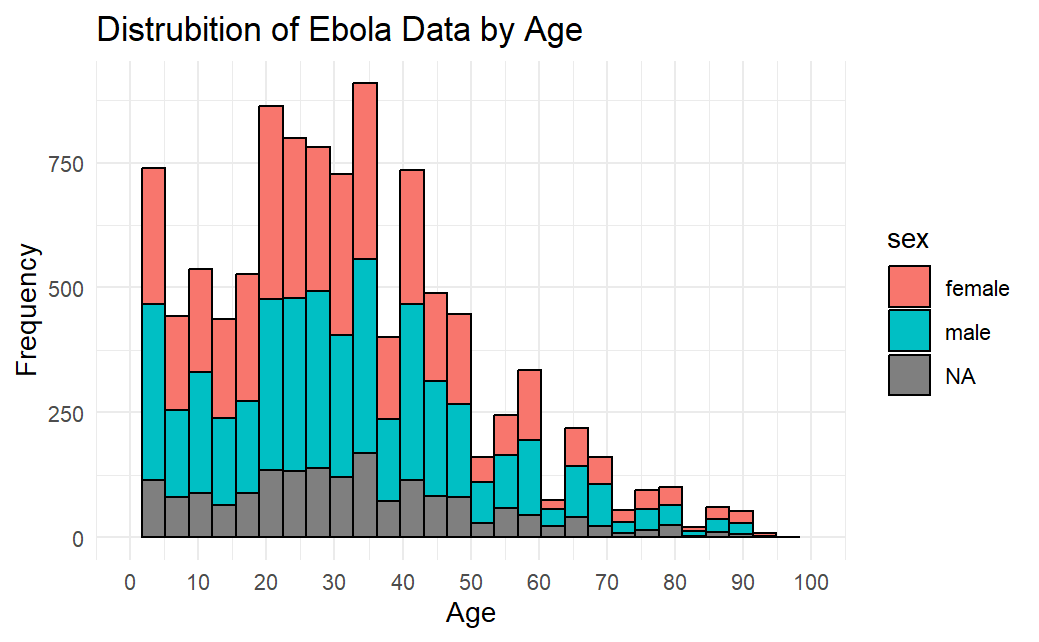 Distrubition of Ebola Data by Age
750
500
250
0
Frequency
0 10 20 30 40 50 60 70 80 90 100
Age
sex
female
male
NA